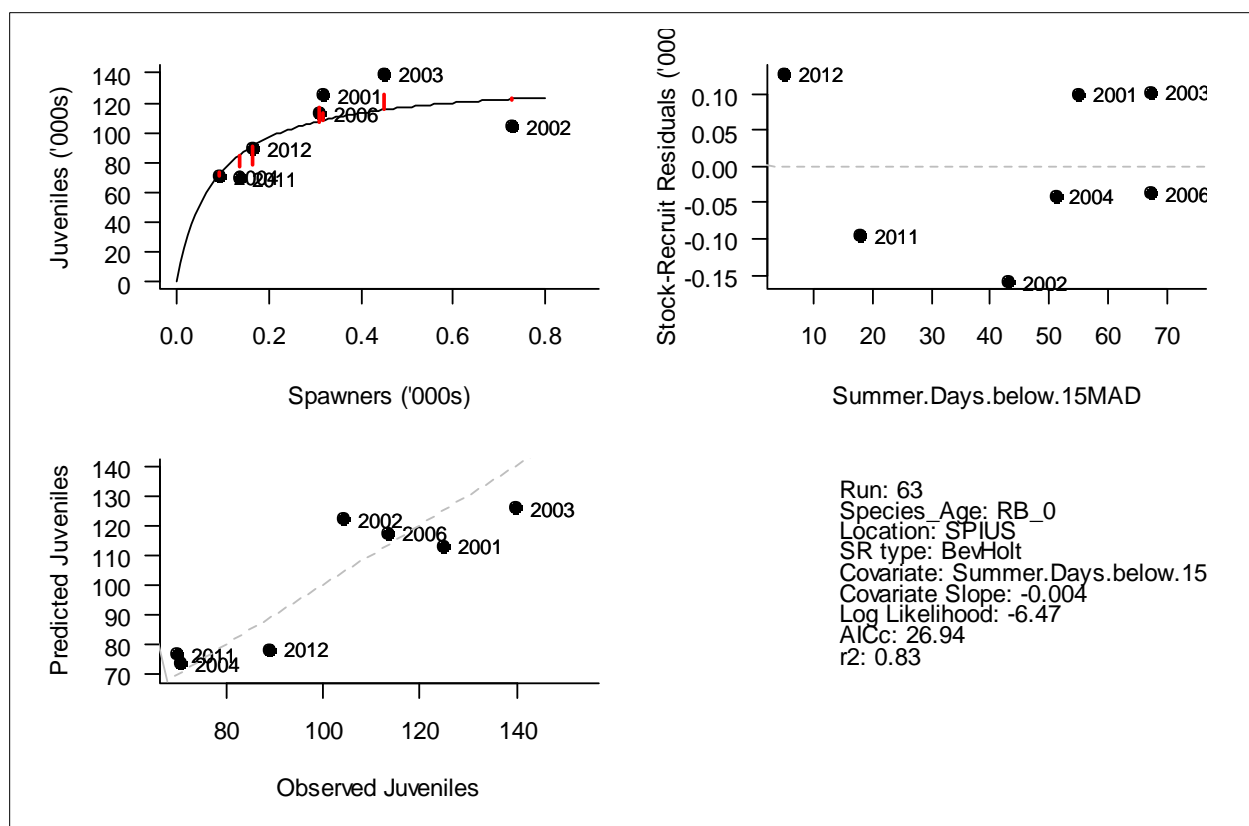 Juveniles ('000s)
140
120
100
80
60
40
20
0
2003
2001
2006
2002
2012
2004
2011
0.0 0.2 0.4 0.6 0.8
Spawners ('000s)
Stock-Recruit Residuals ('000
0.10
0.05
0.00
-0.05
-0.10
-0.15
2012
2001
2003
2004
2006
2011
2002
10 20 30 40 50 60 70
Summer.Days.below.15MAD
Predicted Juveniles
140
130
120
110
100
90
80
70
2003
2002
2006
2001
2012
2011
2004
80 100 120 140
Observed Juveniles
Run: 63
Species_Age: RB_0
Location: SPIUS
SR type: BevHolt
Covariate: Summer.Days.below.15
Covariate Slope: -0.004
Log Likelihood: -6.47
AICc: 26.94
r2: 0.83